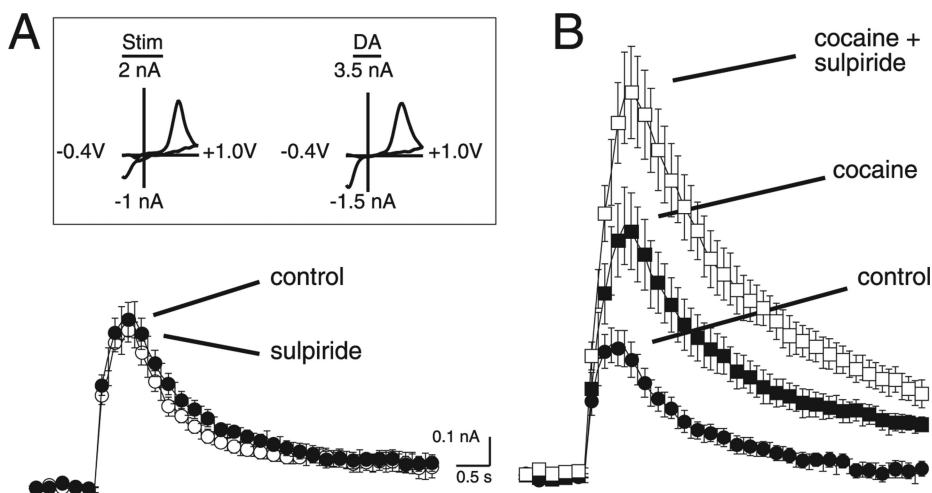 A
Stim
2 nA
-0.4V
+1.0V
-1 nA
DA
3.5 nA
-0.4V
+1.0V
-1.5 nA
control
sulpiride
0.1 nA
0.5 s
B
cocaine +
sulpiride
cocaine
control